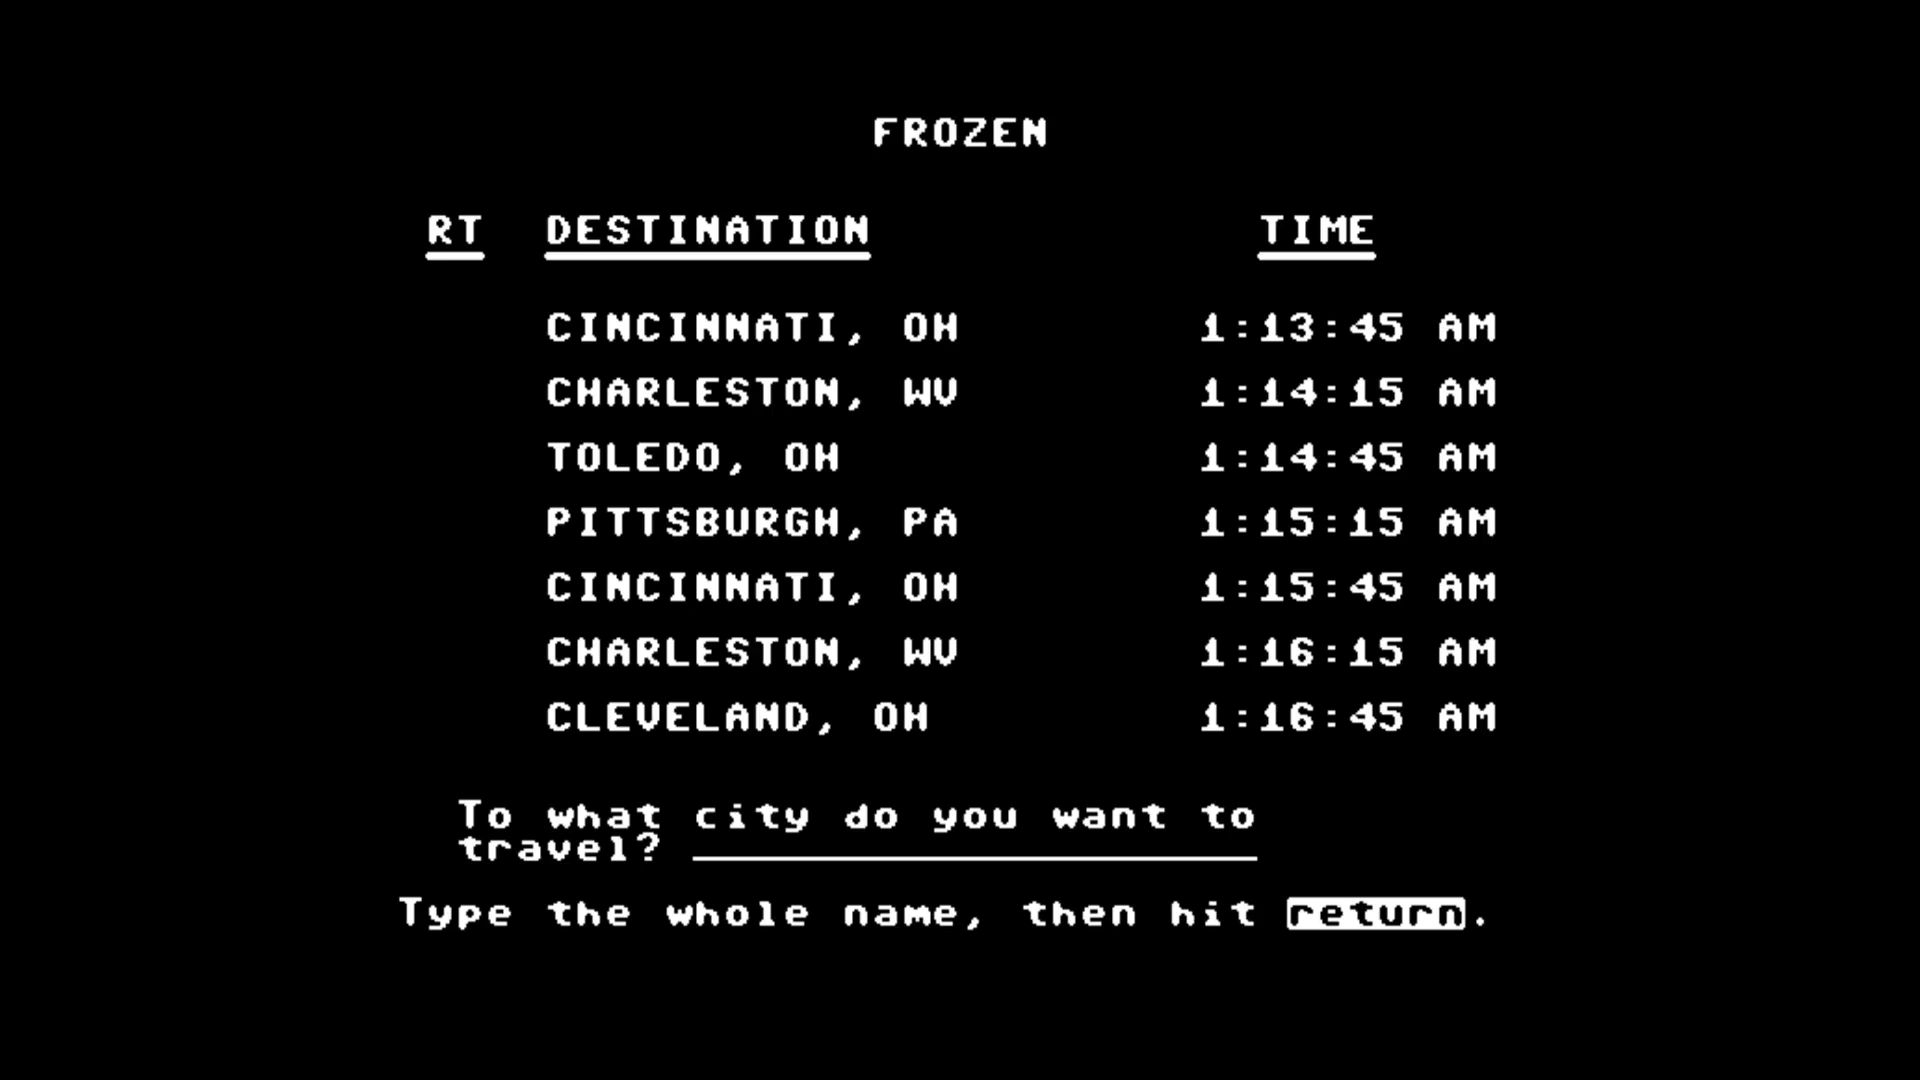 FROZEN
RT DESTINATION TIME
CINCINNATI, OH 1:13:45 AM
CHARLESTON, WV 1:14:15 AM
TOLEDO, OH 1:14:45 AM
PITTSBURGH, PA 1:15:15 AM
CINCINNATI, OH 1:15:45 AM
CHARLESTON, WV 1:16:15 AM
CLEVELAND, OH 1:16:45 AM
To what city do you want to
travel?
Type the whole name, then hit return.